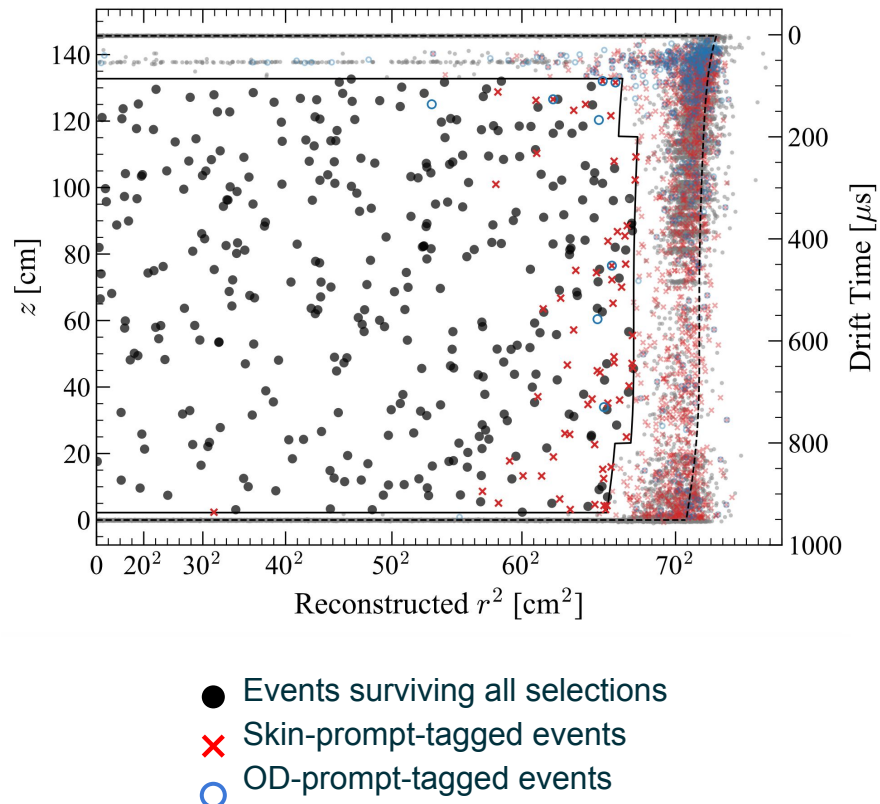 140
120
100
80
60
40
20
0
z [cm]
0
200
400
600
800
1000
Drift Time [μs]
0 20² 30² 40² 50² 60² 70²
Reconstructed r² [cm²]
Events surviving all selections
Skin-prompt-tagged events
OD-prompt-tagged events